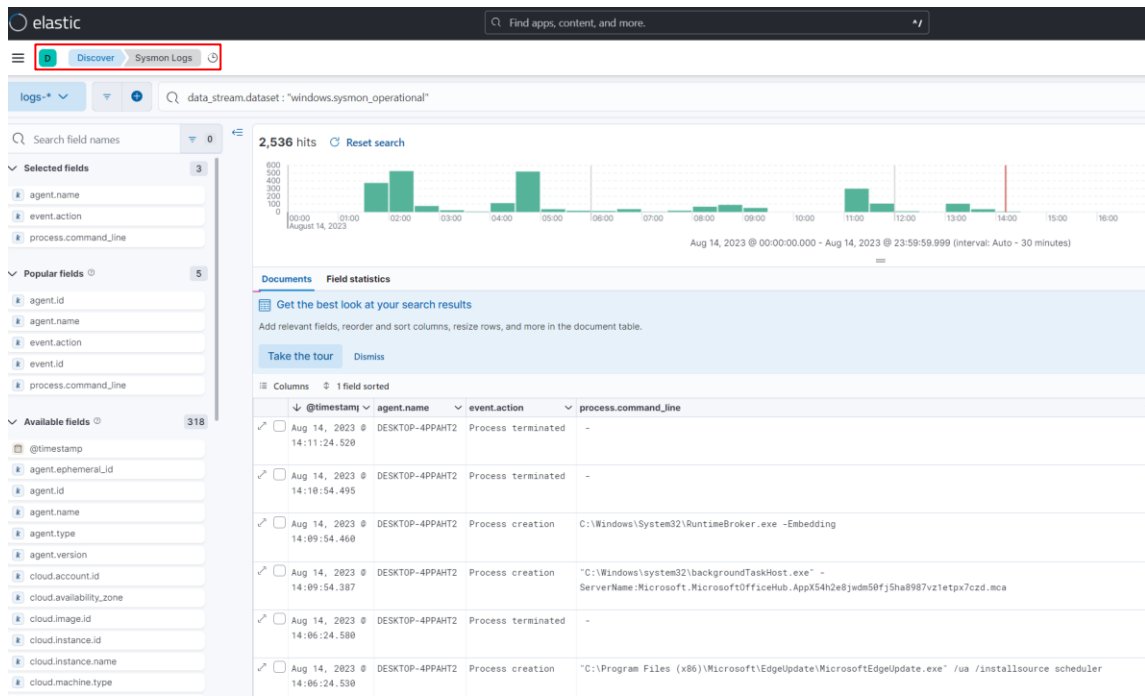 elastic
Find apps, content, and more.
^/
D
Discover
Sysmon Logs
logs-*
data_stream.dataset : "windows.sysmon_operational"
Search field names
0
Selected fields
3
agent.name
event.action
process.command_line
Popular fields
5
agent.id
agent.name
event.action
event.id
process.command_line
Available fields
318
@timestamp
agent.ephemeral_id
agent.id
agent.name
agent.type
agent.version
cloud.account.id
cloud.availability_zone
cloud.image.id
cloud.instance.id
cloud.instance.name
cloud.machine.type
2,536 hits
Reset search
600
500
400
300
200
100
0
00:00 01:00 02:00 03:00 04:00 05:00 06:00 07:00 08:00 09:00 10:00 11:00 12:00 13:00 14:00 15:00 16:00
August 14, 2023
Aug 14, 2023 @ 00:00:00.000 - Aug 14, 2023 @ 23:59:59.999 (interval: Auto - 30 minutes)
Documents
Field statistics
Get the best look at your search results
Add relevant fields, reorder and sort columns, resize rows, and more in the document table.
Take the tour
Dismiss
Columns
1 field sorted
@timestamp agent.name event.action process.command_line
Aug 14, 2023 @ DESKTOP-4PPAHT2 Process terminated -
14:11:24.520
Aug 14, 2023 @ DESKTOP-4PPAHT2 Process terminated -
14:10:54.495
Aug 14, 2023 @ DESKTOP-4PPAHT2 Process creation C:\Windows\System32\RuntimeBroker.exe -Embedding
14:09:54.460
Aug 14, 2023 @ DESKTOP-4PPAHT2 Process creation "C:\Windows\system32\backgroundTaskHost.exe" -
14:09:54.387 ServerName:Microsoft.MicrosoftOfficeHub.AppX54h2e8jwdm50fj5ha8987vz1etpx7czd.mca
Aug 14, 2023 @ DESKTOP-4PPAHT2 Process terminated -
14:06:24.580
Aug 14, 2023 @ DESKTOP-4PPAHT2 Process creation "C:\Program Files (x86)\Microsoft\EdgeUpdate\MicrosoftEdgeUpdate.exe" /ua /installsource scheduler
14:06:24.530